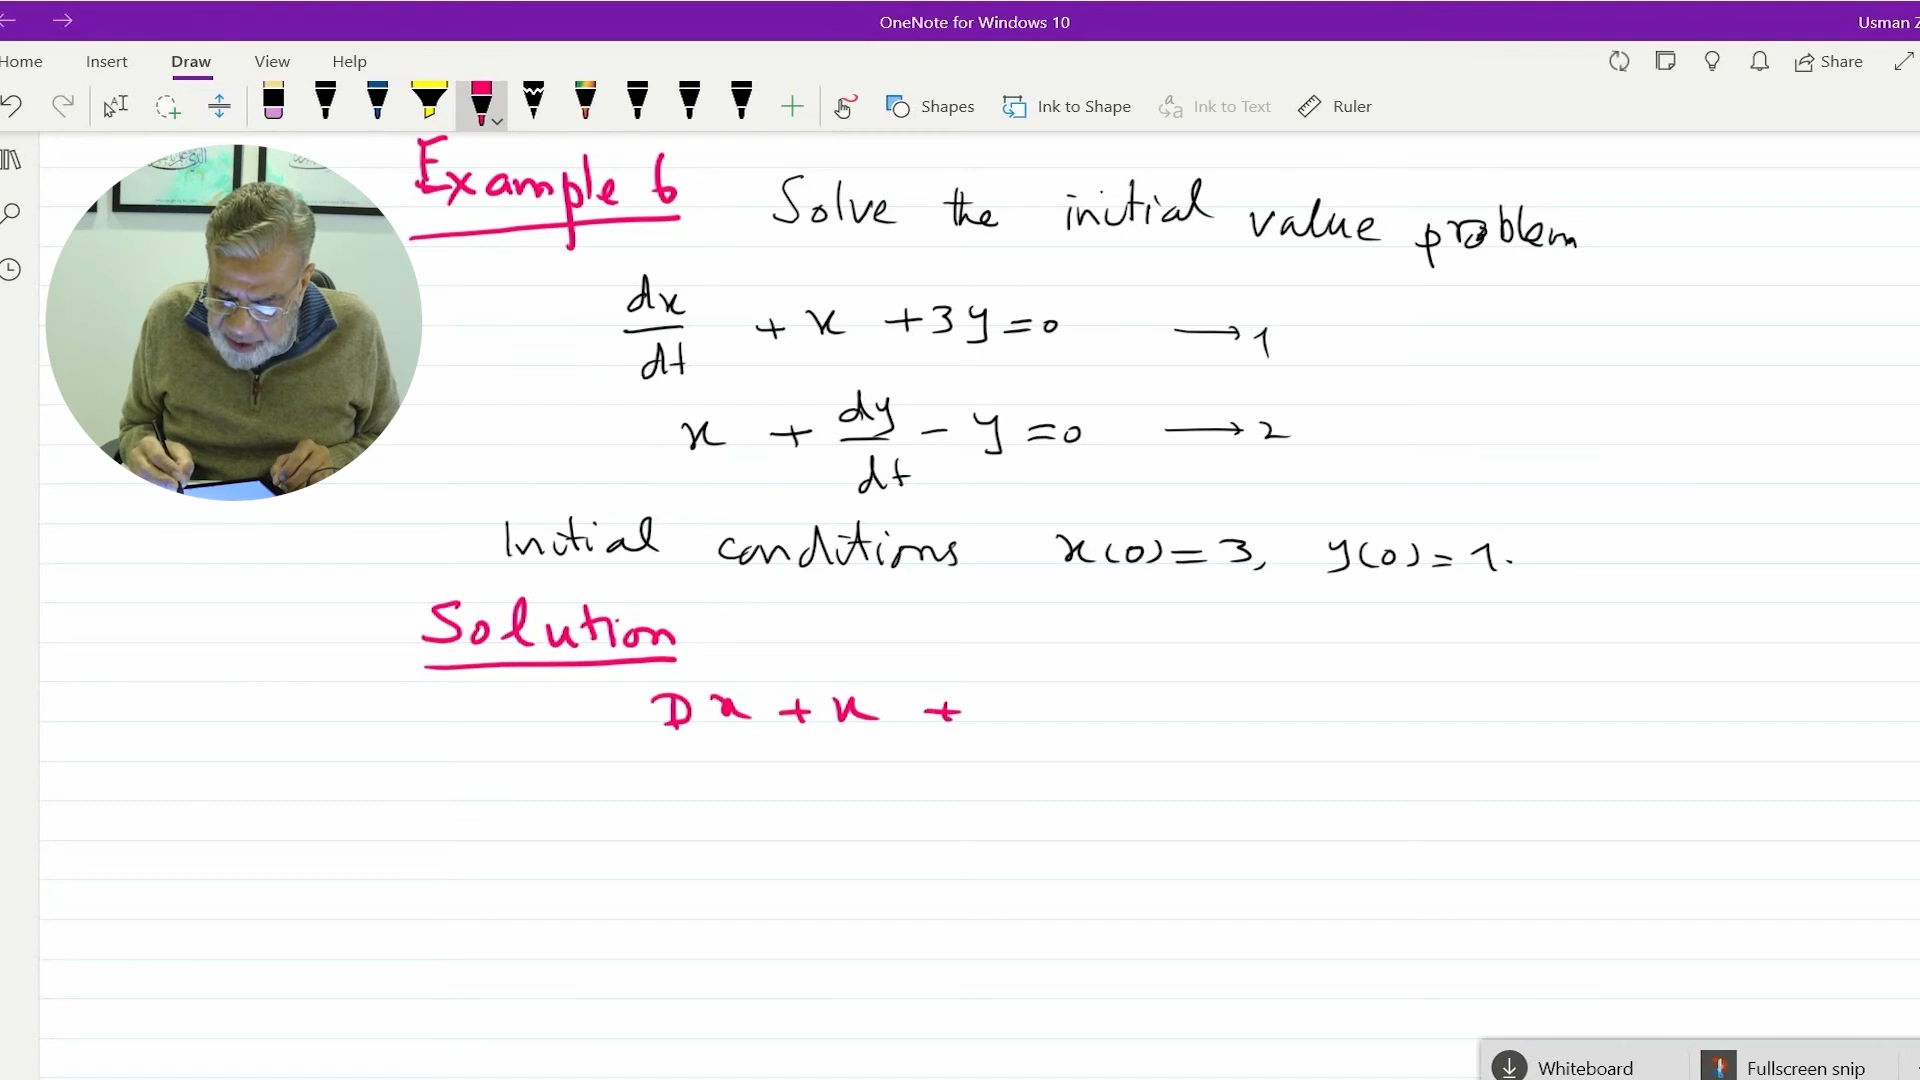 OneNote for Windows 10
Usman Z
Home Insert Draw View Help
Share
Shapes Ink to Shape Ink to Text Ruler
Example 6 Solve the initial value problem
dx/dt + x + 3y = 0 → 1
x + dy/dt - y = 0 → 2
Initial conditions x(0) = 3, y(0) = 1.
Solution
Dx + x +
Whiteboard Fullscreen snip